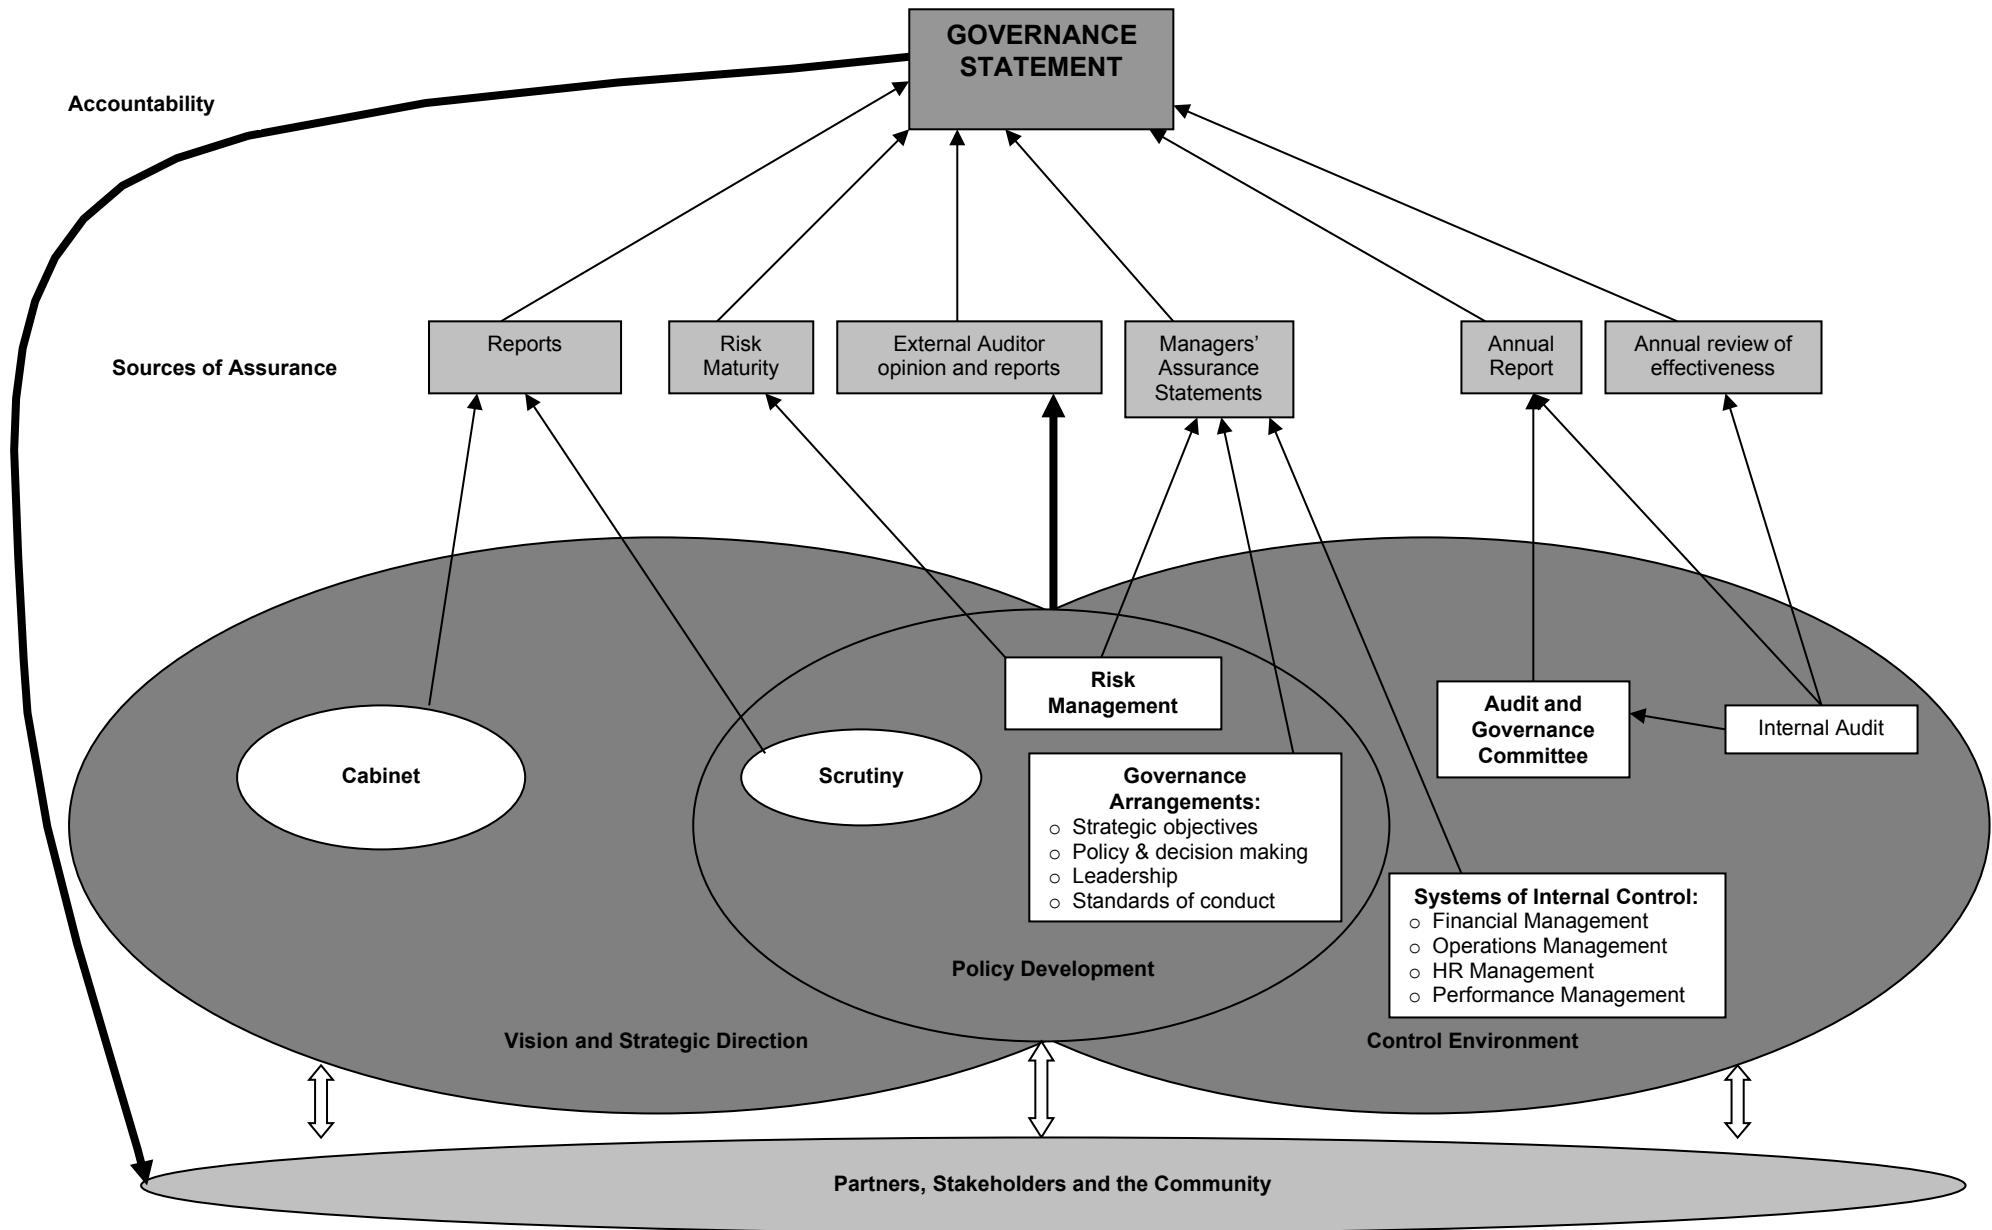 GOVERNANCE
STATEMENT
Accountability
Sources of Assurance
Reports
Risk
Maturity
External Auditor
opinion and reports
Managers’
Assurance
Statements
Annual
Report
Annual review of
effectiveness
Cabinet
Scrutiny
Risk
Management
Governance
Arrangements:
o Strategic objectives
o Policy & decision making
o Leadership
o Standards of conduct
Audit and
Governance
Committee
Internal Audit
Systems of Internal Control:
o Financial Management
o Operations Management
o HR Management
o Performance Management
Policy Development
Vision and Strategic Direction
Control Environment
Partners, Stakeholders and the Community